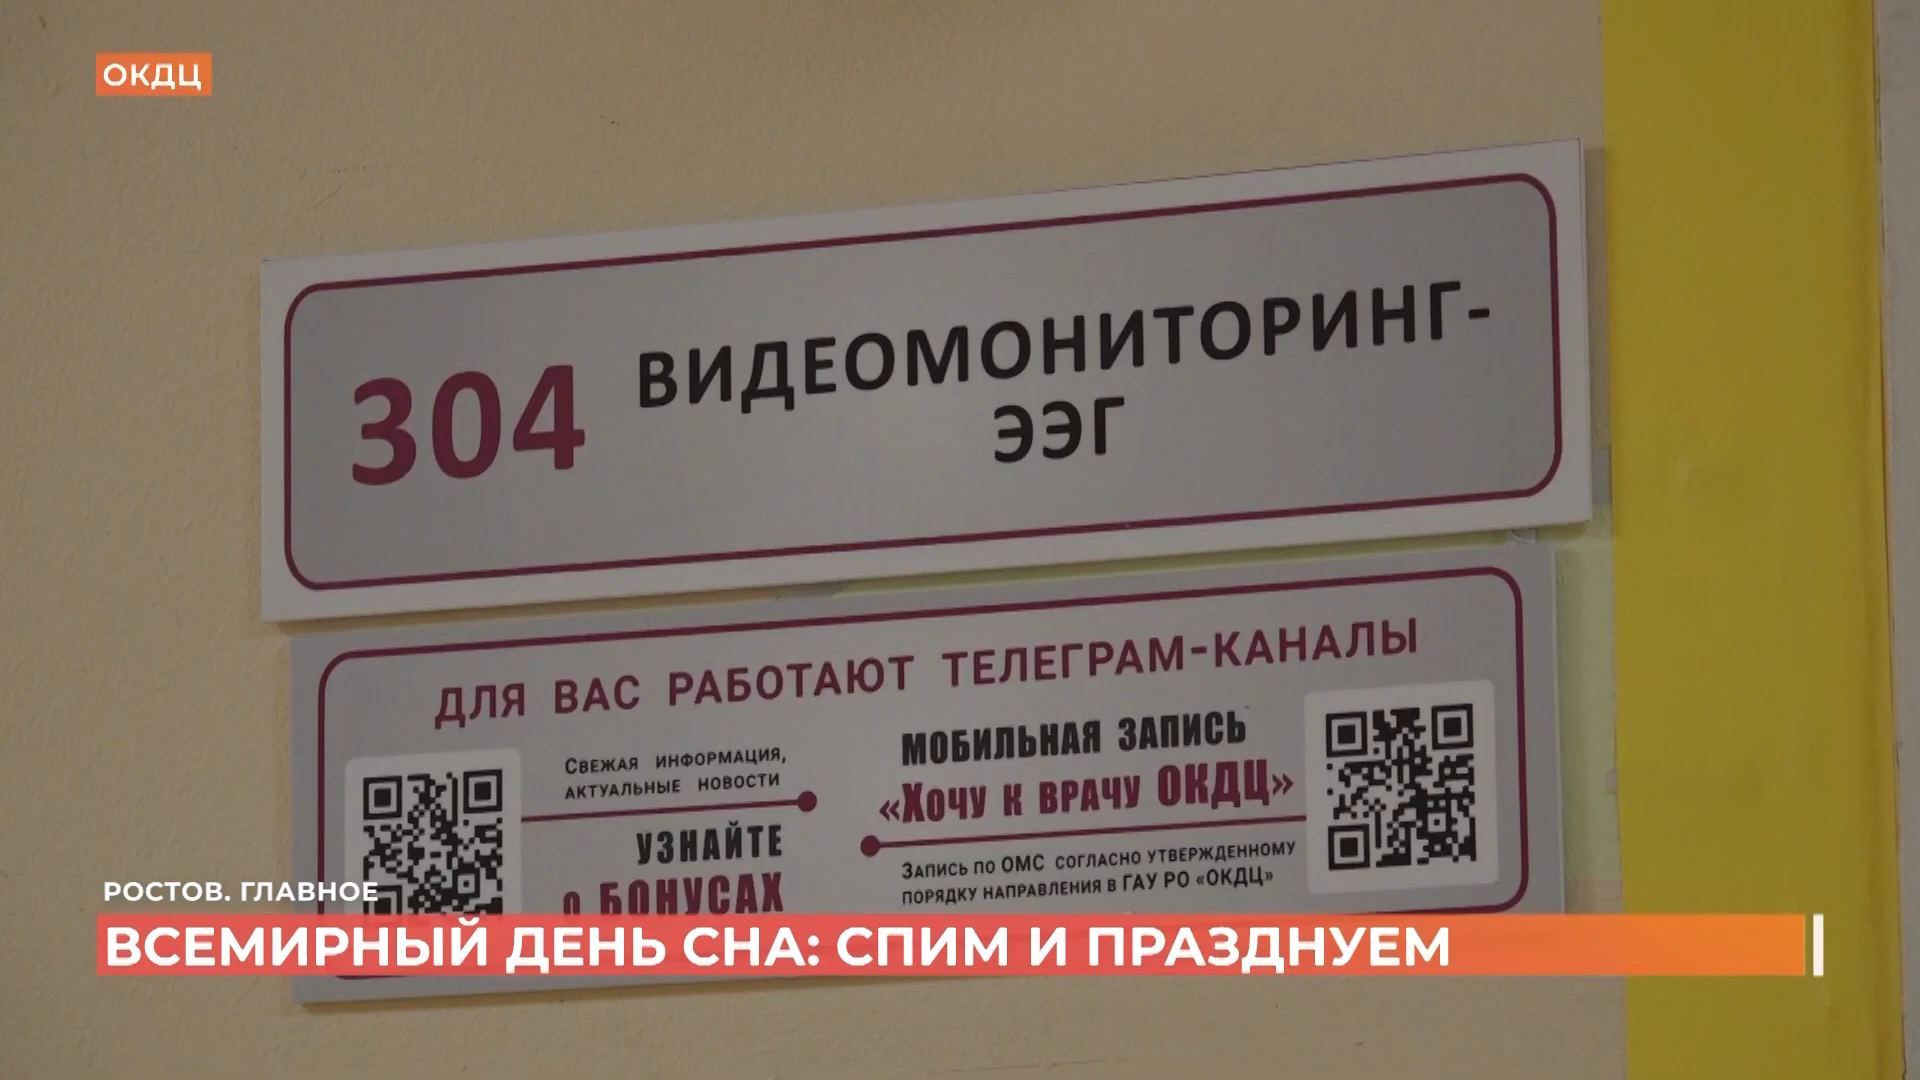 ОКДЦ
304 ВИДЕОМОНИТОРИНГ-
ЭЭГ
ДЛЯ ВАС РАБОТАЮТ ТЕЛЕГРАМ-КАНАЛЫ
СВЕЖАЯ ИНФОРМАЦИЯ,
АКТУАЛЬНЫЕ НОВОСТИ
УЗНАЙТЕ
О БОНУСАХ
МОБИЛЬНАЯ ЗАПИСЬ
«ХОЧУ К ВРАЧУ ОКДЦ»
ЗАПИСЬ ПО ОМС СОГЛАСНО УТВЕРЖДЕННОМУ
ПОРЯДКУ НАПРАВЛЕНИЯ В ГАУ РО «ОКДЦ»
РОСТОВ. ГЛАВНОЕ
ВСЕМИРНЫЙ ДЕНЬ СНА: СПИМ И ПРАЗДНУЕМ